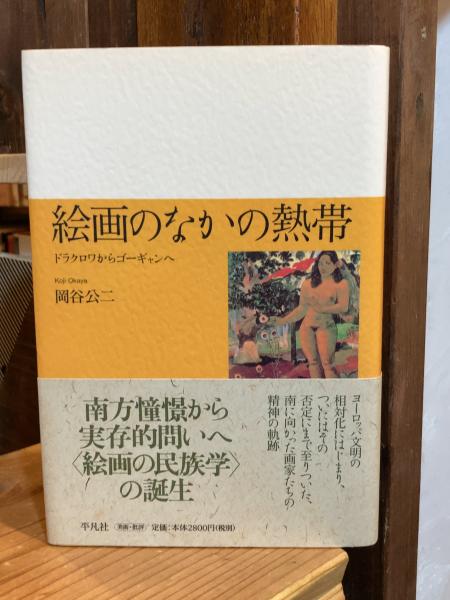 絵画のなかの熱帯
ドラクロワからゴーギャンへ
Koji Okaya
岡谷公二
南方憧憬から
実存的問いへ
〈絵画の民族学〉
の誕生
ヨーロッパ文明の
相対化にはじまり、
ついにはその
否定にまで至りついた、
南に向かった画家たちの
精神の軌跡
平凡社
美術・批評
定価:本体2800円(税別)